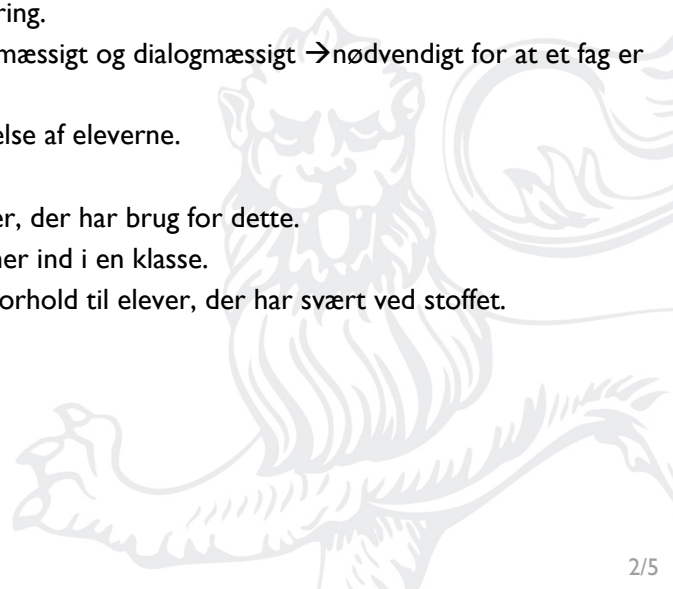 ring.
mæssigt og dialogmæssigt →nødvendigt for at et fag er
else af eleverne.
er, der har brug for dette.
ner ind i en klasse.
orhold til elever, der har svært ved stoffet.
2/5